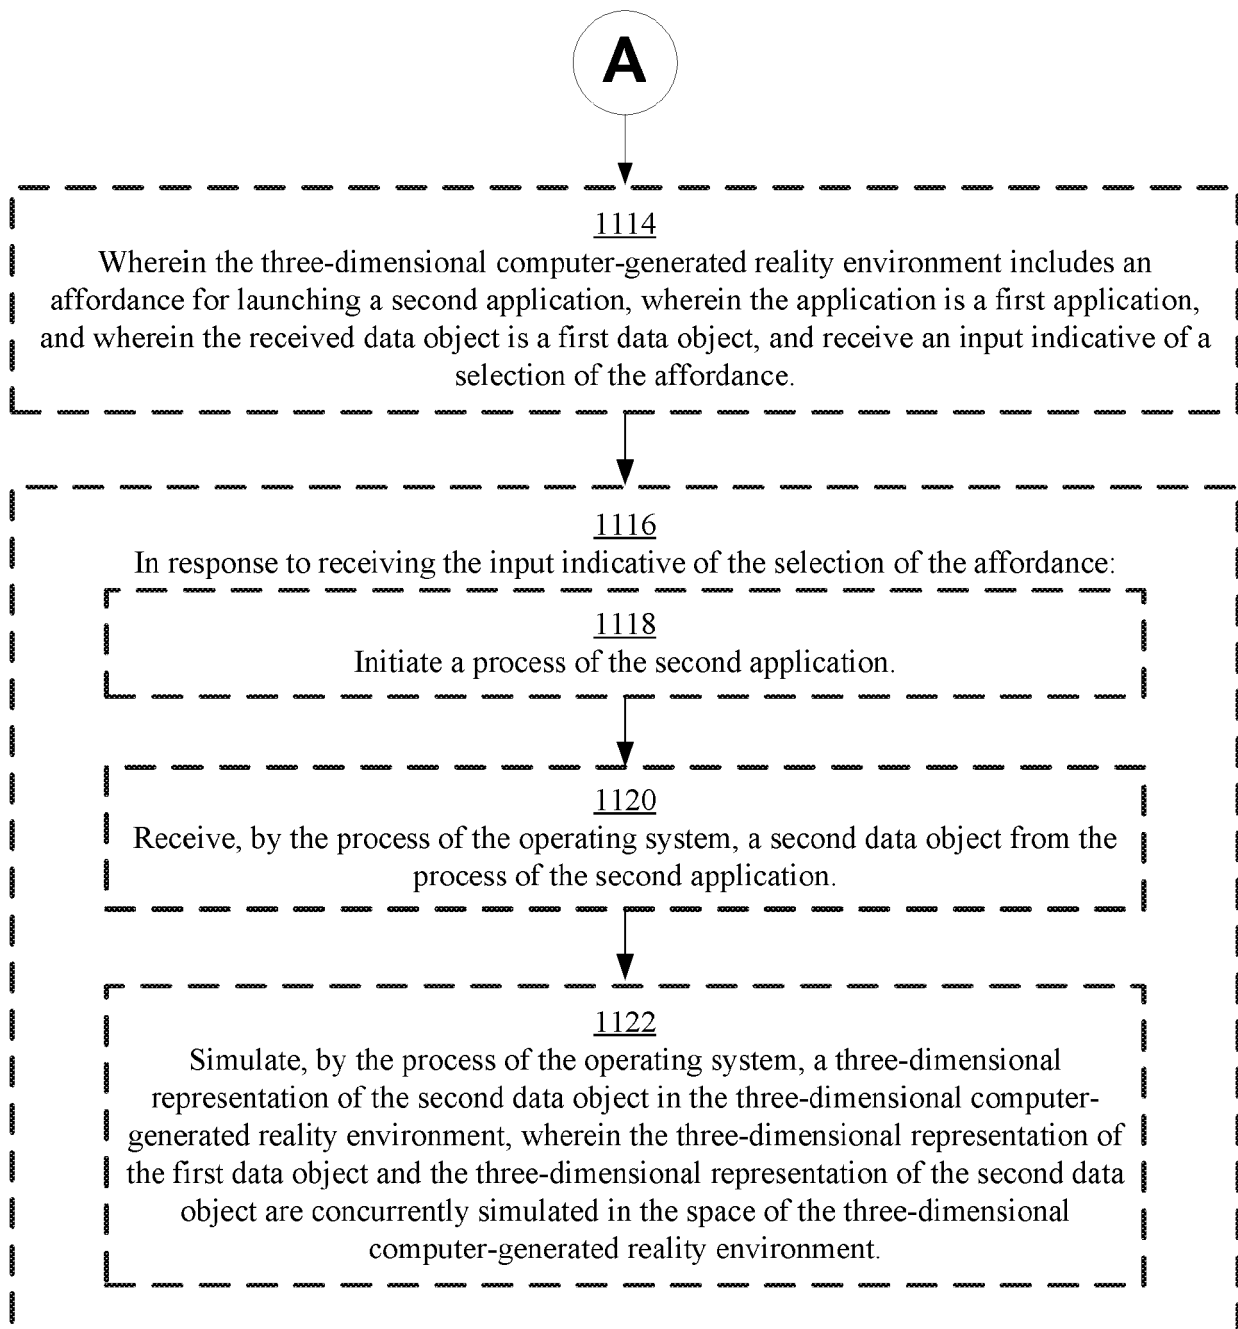 A
1114
Wherein the three-dimensional computer-generated reality environment includes an
affordance for launching a second application, wherein the application is a first application,
and wherein the received data object is a first data object, and receive an input indicative of a
selection of the affordance.
1116
In response to receiving the input indicative of the selection of the affordance:
1118
Initiate a process of the second application.
1120
Receive, by the process of the operating system, a second data object from the
process of the second application.
1122
Simulate, by the process of the operating system, a three-dimensional
representation of the second data object in the three-dimensional computer-
generated reality environment, wherein the three-dimensional representation of
the first data object and the three-dimensional representation of the second data
object are concurrently simulated in the space of the three-dimensional
computer-generated reality environment.